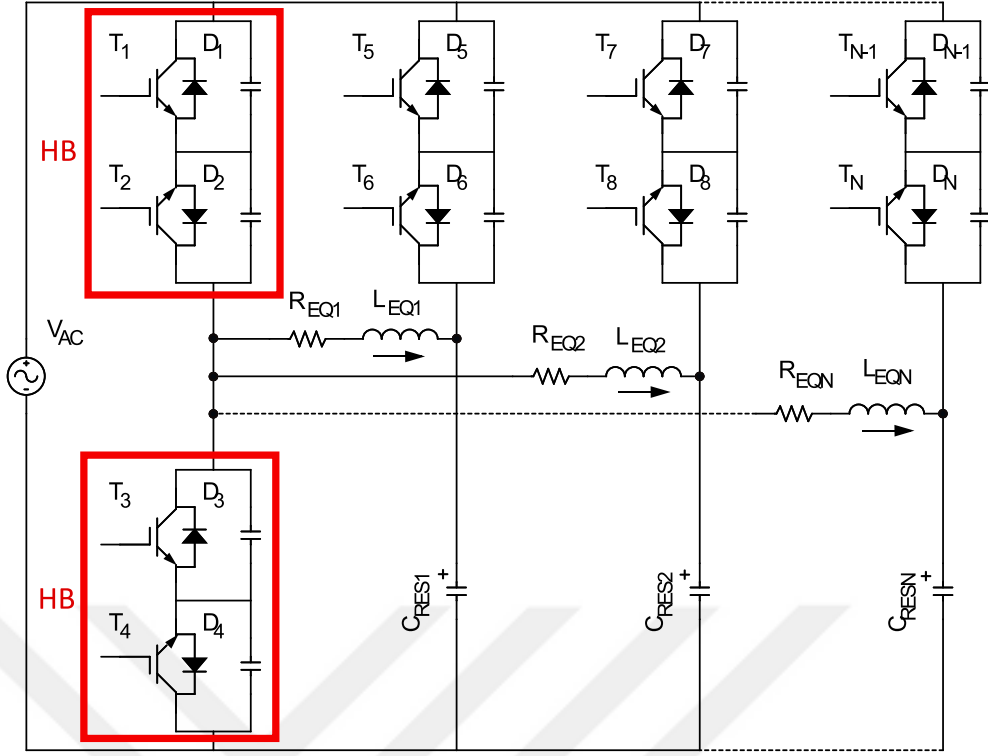 T1 D1
T5 D5
T7 D7
TN-1 DN-1
HB
T2 D2
T6 D6
T8 D8
TN DN
REQ1 LEQ1
VAC
REQ2 LEQ2
REQN LEQN
T3 D3
HB
T4 D4
CRES1
CRES2
CRESN